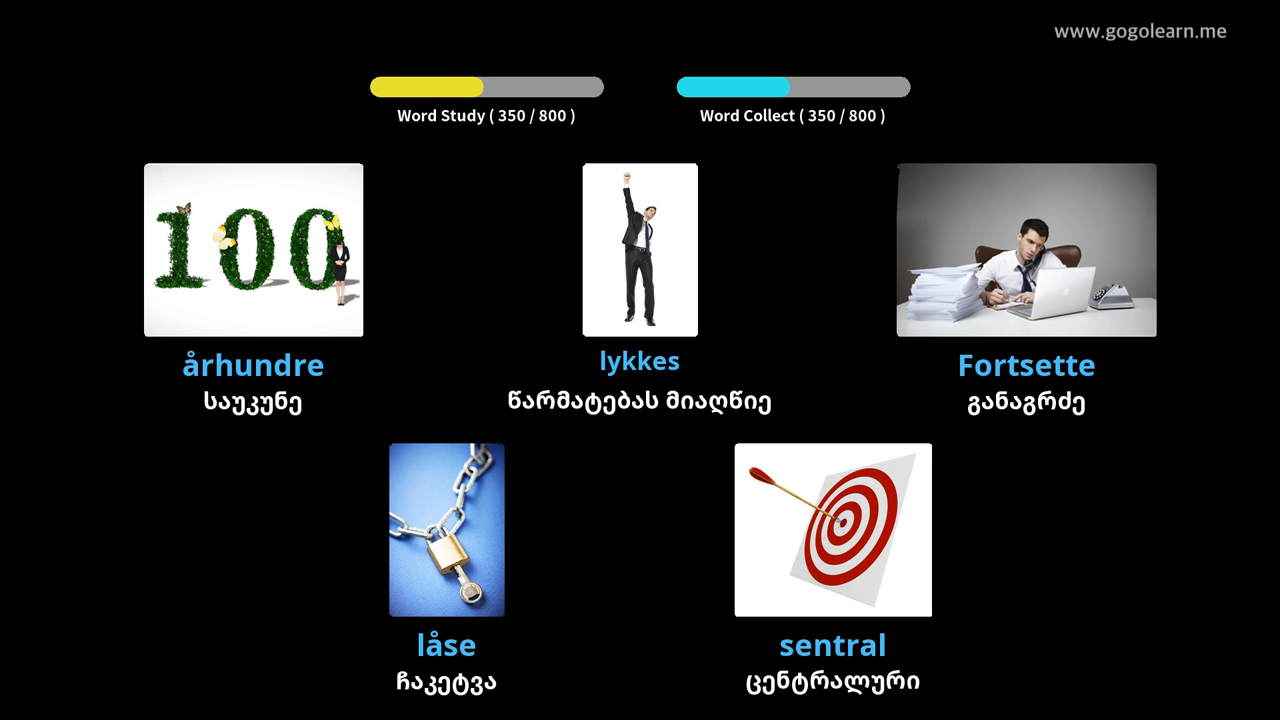 www.gogolearn.me
Word Study ( 350 / 800 )
Word Collect ( 350 / 800 )
100
århundre
lykkes
Fortsette
საუკუნე
წარმატებას მიაღწიე
განაგრძე
låse
sentral
ჩაკეტვა
ცენტრალური